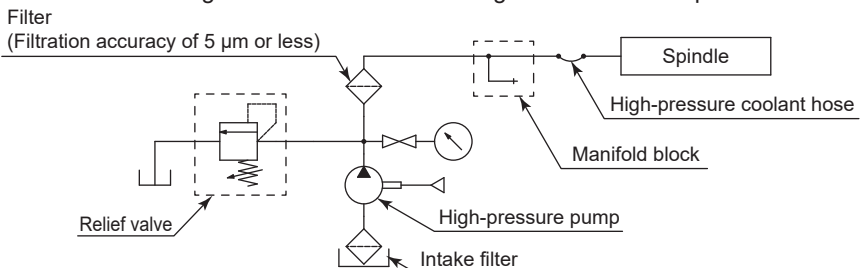 Filter
(Filtration accuracy of 5 μm or less)
Spindle
High-pressure coolant hose
Manifold block
Relief valve
High-pressure pump
Intake filter